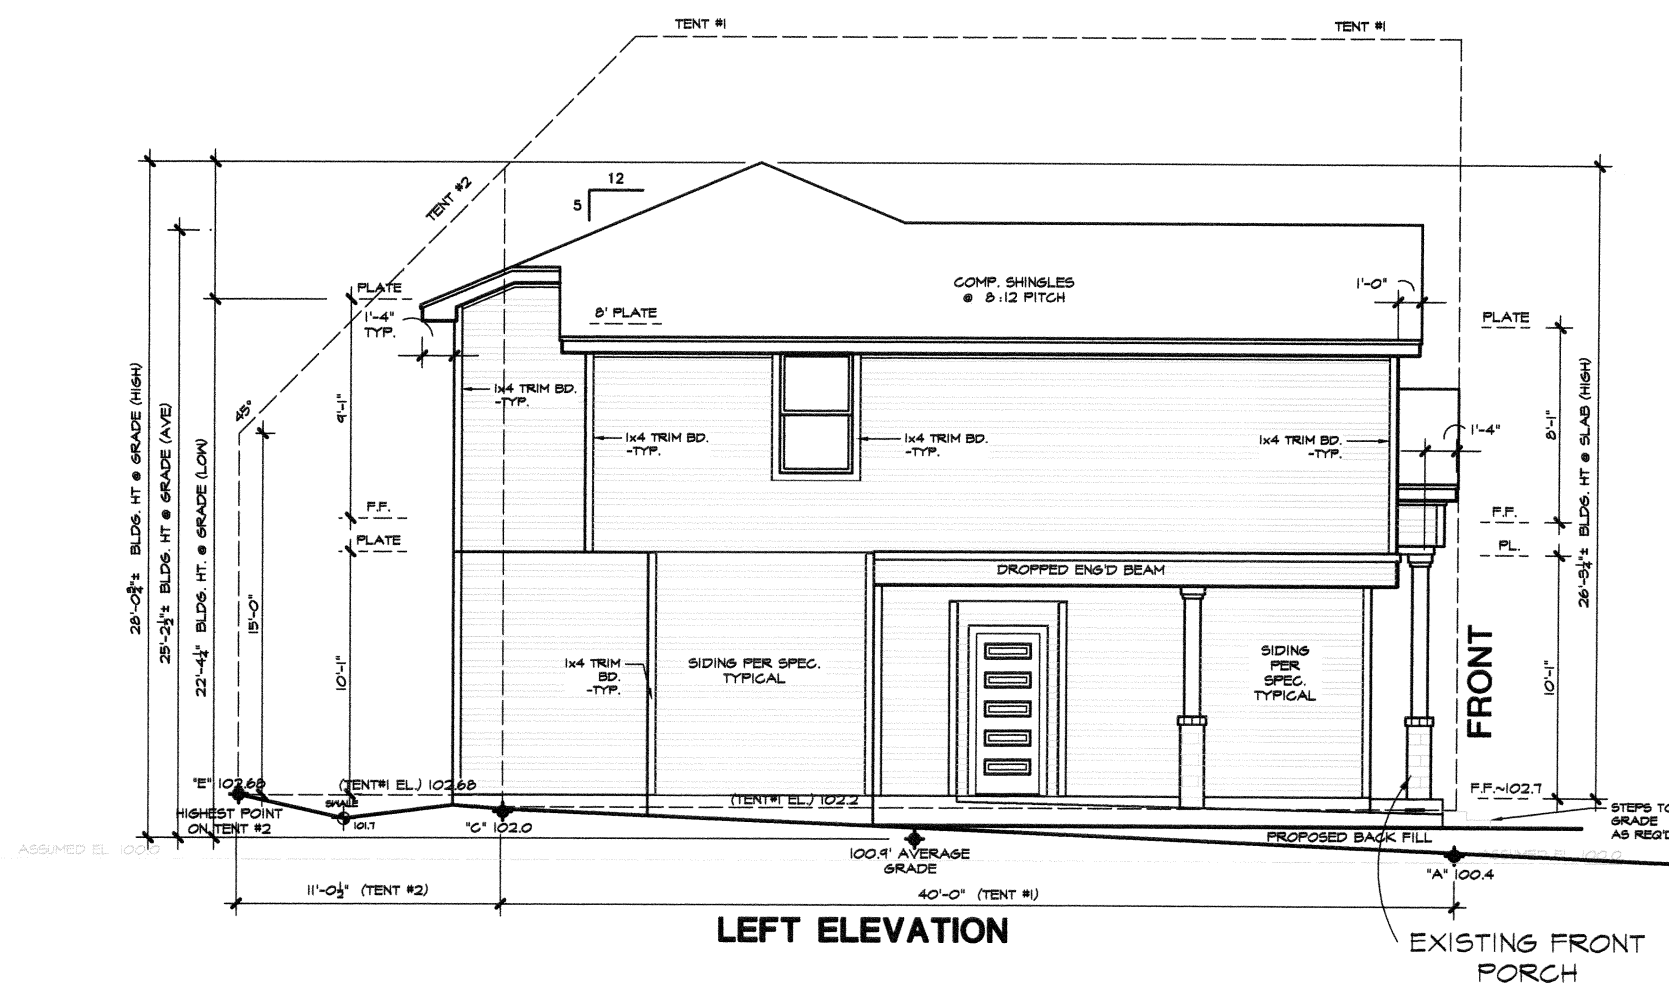 TENT #1
TENT #1
TENT #2
12
5
COMP. SHINGLES
@ 8:12 PITCH
1'-0"
PLATE
1'-4"
TYP.
8' PLATE
PLATE
1x4 TRIM BD.
-TYP.
45°
9'-1"
1x4 TRIM BD.
-TYP.
1x4 TRIM BD.
-TYP.
1x4 TRIM BD.
-TYP.
1'-4"
8'-1"
28'-0¾"± BLDG. HT @ GRADE (HIGH)
25'-2½"± BLDG. HT @ GRADE (AVE)
22'-4¼" BLDG. HT. @ GRADE (LOW)
26'-3¼"± BLDG. HT @ SLAB (HIGH)
F.F.
PLATE
F.F.
PL.
DROPPED ENG'D BEAM
15'-0"
10'-1"
1x4 TRIM
BD.
-TYP.
SIDING PER SPEC.
TYPICAL
SIDING
PER
SPEC.
TYPICAL
FRONT
10'-1"
"E" 102.68
(TENT#1 EL.) 102.68
(TENT#1 EL.) 102.2
F.F.~102.7
SWALE
101.7
HIGHEST POINT
ON TENT #2
"C" 102.0
STEPS TO
GRADE
AS REQ'D
PROPOSED BACK FILL
ASSUMED EL 100.0
ASSUMED EL 100.0
100.9' AVERAGE
GRADE
"A" 100.4
11'-0½" (TENT #2)
40'-0" (TENT #1)
LEFT ELEVATION
EXISTING FRONT
PORCH